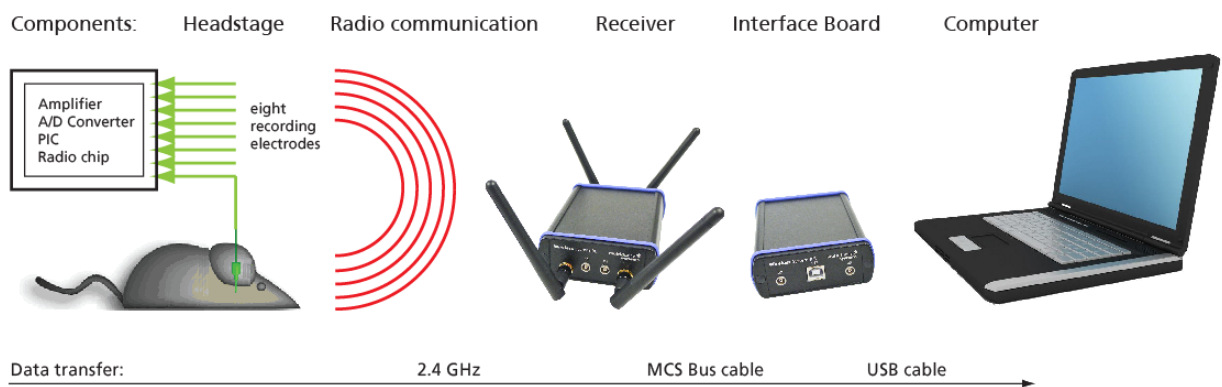 Components:
Headstage
Radio communication
Receiver
Interface Board
Computer
Amplifier
A/D Converter
PIC
Radio chip
eight
recording
electrodes
Data transfer:
2.4 GHz
MCS Bus cable
USB cable